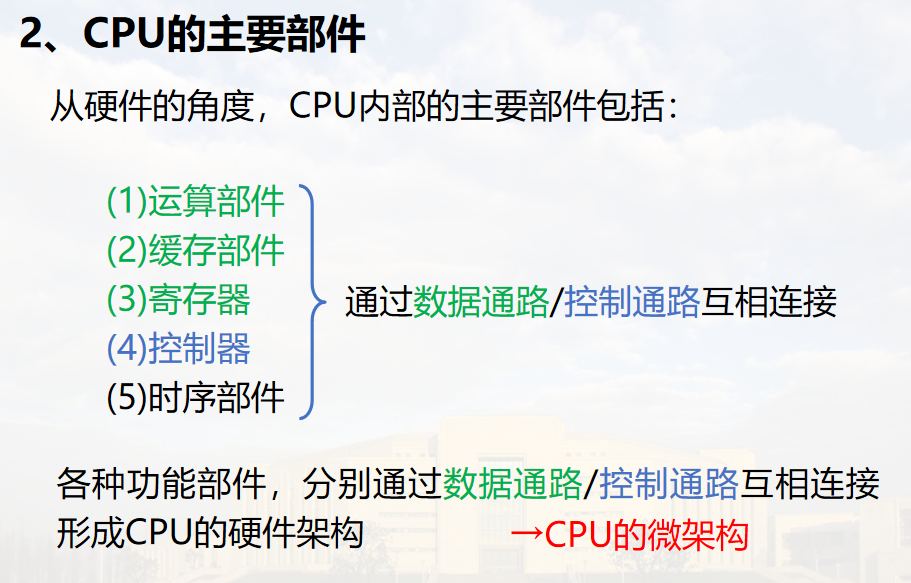 2、CPU的主要部件
从硬件的角度，CPU内部的主要部件包括：
(1)运算部件
(2)缓存部件
(3)寄存器
(4)控制器
(5)时序部件
通过数据通路/控制通路互相连接
各种功能部件，分别通过数据通路/控制通路互相连接
形成CPU的硬件架构 →CPU的微架构